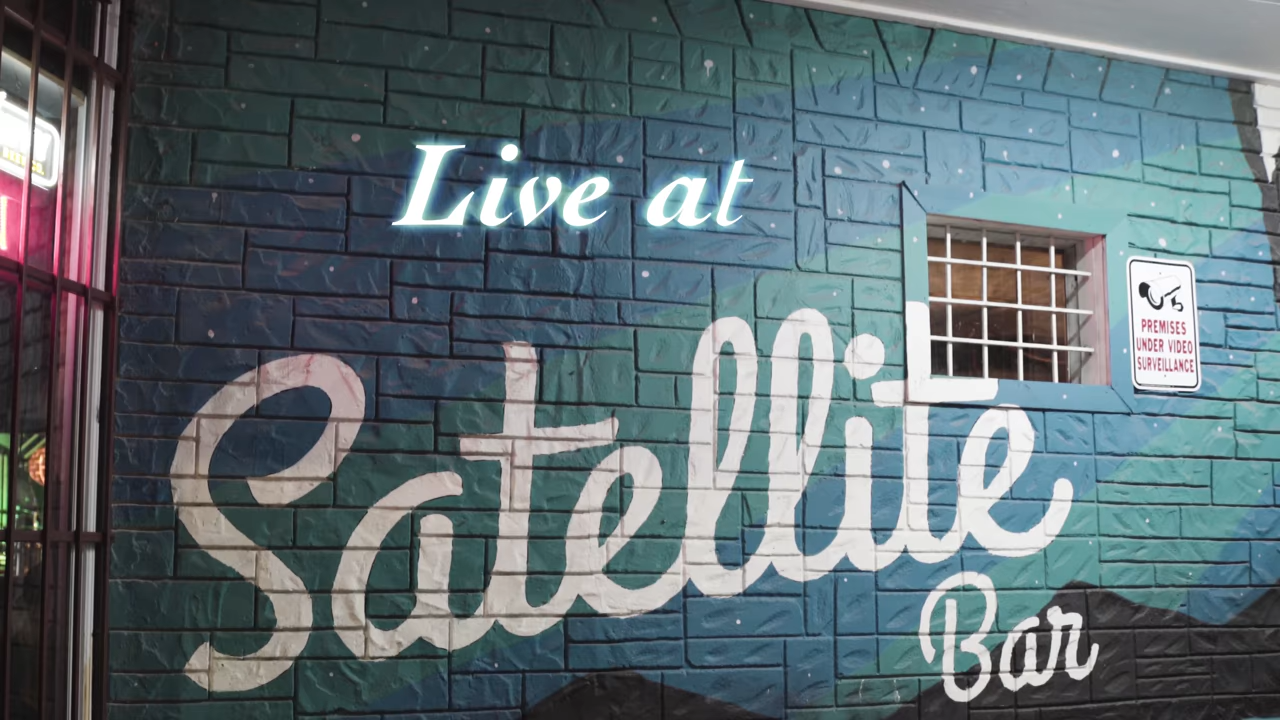 Live at
Satellite
Bar
PREMISES
UNDER VIDEO
SURVEILLANCE